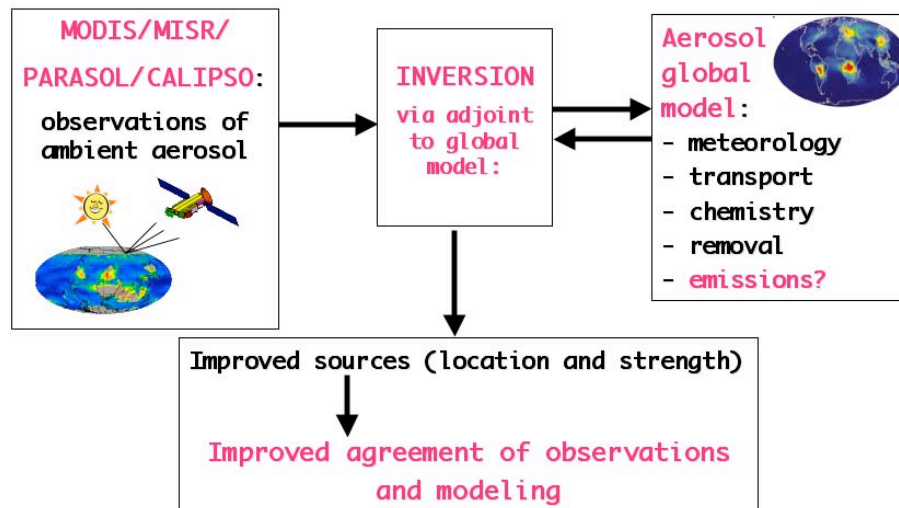 MODIS/MISR/
PARASOL/CALIPSO:
observations of
ambient aerosol
INVERSION
via adjoint
to global
model:
Aerosol
global
model:
- meteorology
- transport
- chemistry
- removal
- emissions?
Improved sources (location and strength)
Improved agreement of observations
and modeling